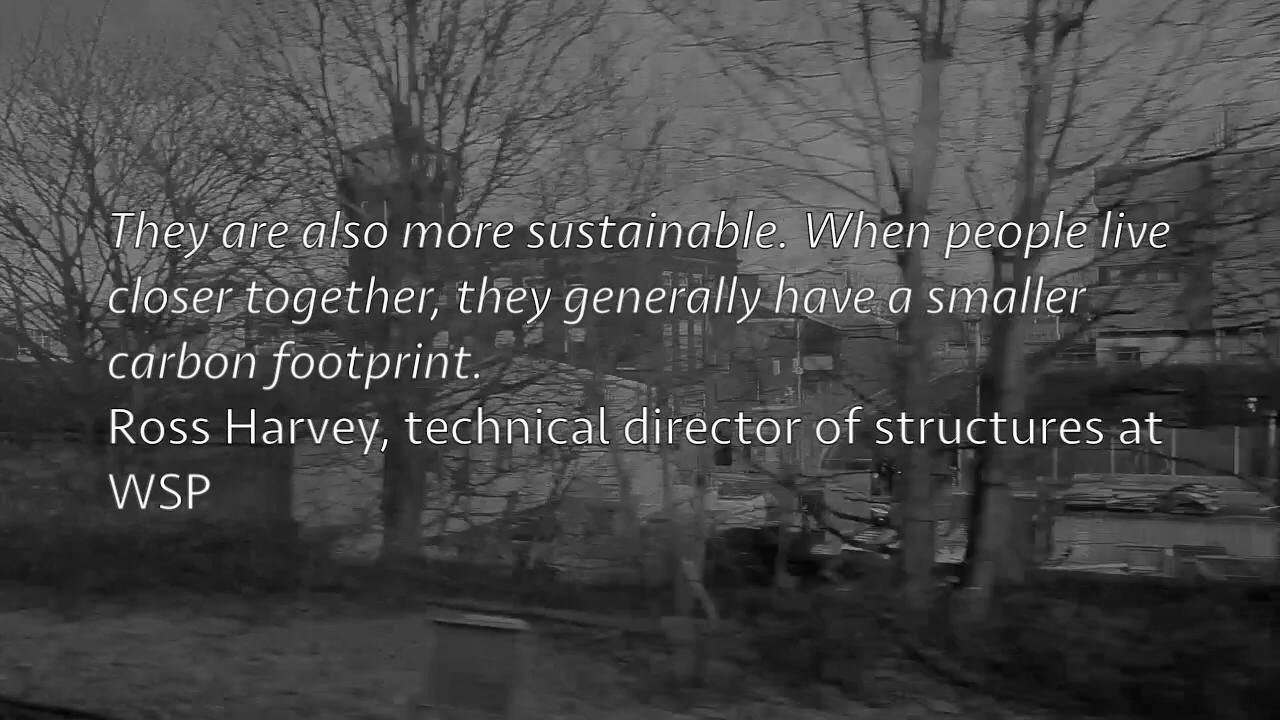 They are also more sustainable. When people live
closer together, they generally have a smaller
carbon footprint.
Ross Harvey, technical director of structures at
WSP